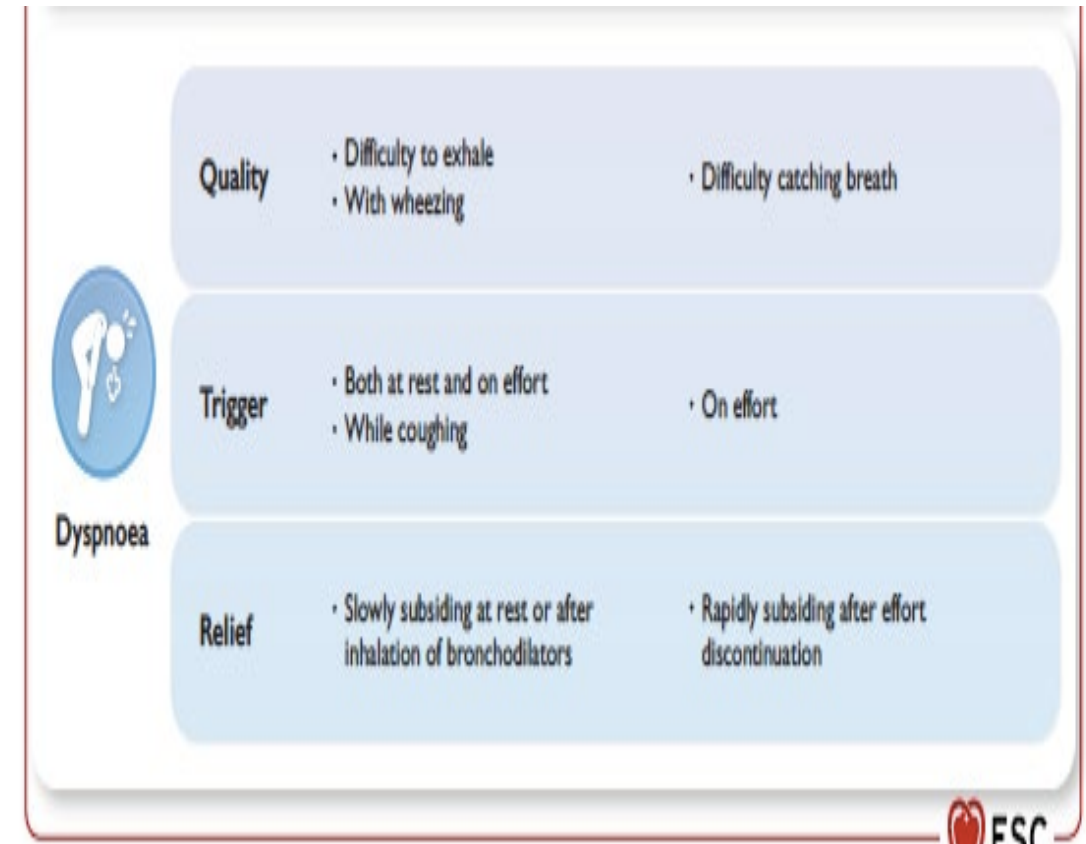 Quality
· Difficulty to exhale
· With wheezing
· Difficulty catching breath
Trigger
· Both at rest and on effort
· While coughing
· On effort
Dyspnoea
Relief
· Slowly subsiding at rest or after
inhalation of bronchodilators
· Rapidly subsiding after effort
discontinuation
ESC